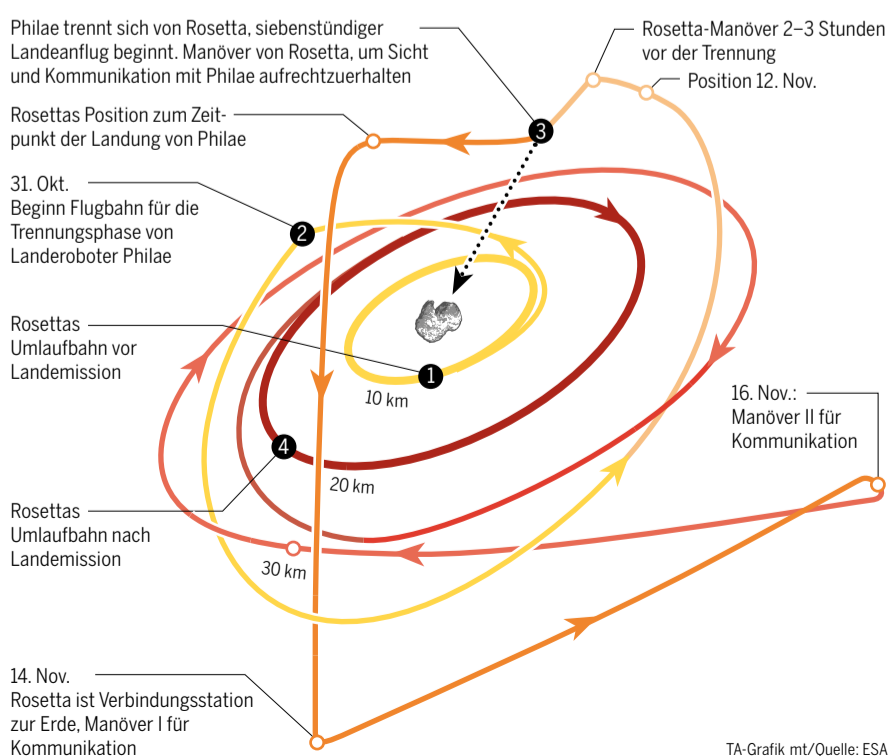 Philae trennt sich von Rosetta, siebenstündiger
Landeanflug beginnt. Manöver von Rosetta, um Sicht
und Kommunikation mit Philae aufrechtzuerhalten
Rosetta-Manöver 2–3 Stunden
vor der Trennung
Position 12. Nov.
Rosettas Position zum Zeit-
punkt der Landung von Philae
3
31. Okt.
Beginn Flugbahn für die
Trennungsphase von
Landeroboter Philae
2
Rosettas
Umlaufbahn vor
Landemission
1
10 km
16. Nov.:
Manöver II für
Kommunikation
4
20 km
Rosettas
Umlaufbahn nach
Landemission
30 km
14. Nov.
Rosetta ist Verbindungsstation
zur Erde, Manöver I für
Kommunikation
TA-Grafik mt/Quelle: ESA